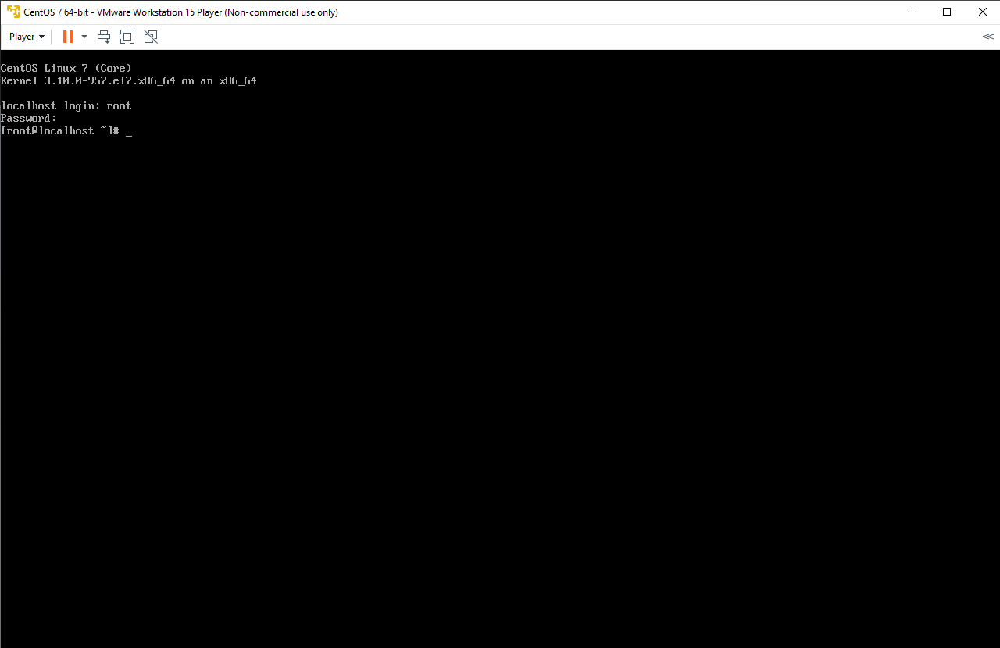 CentOS 7 64-bit - VMware Workstation 15 Player (Non-commercial use only)
Player
CentOS Linux 7 (Core)
Kernel 3.10.0-957.el7.x86_64 on an x86_64
localhost login: root
Password:
[root@localhost ~]# _